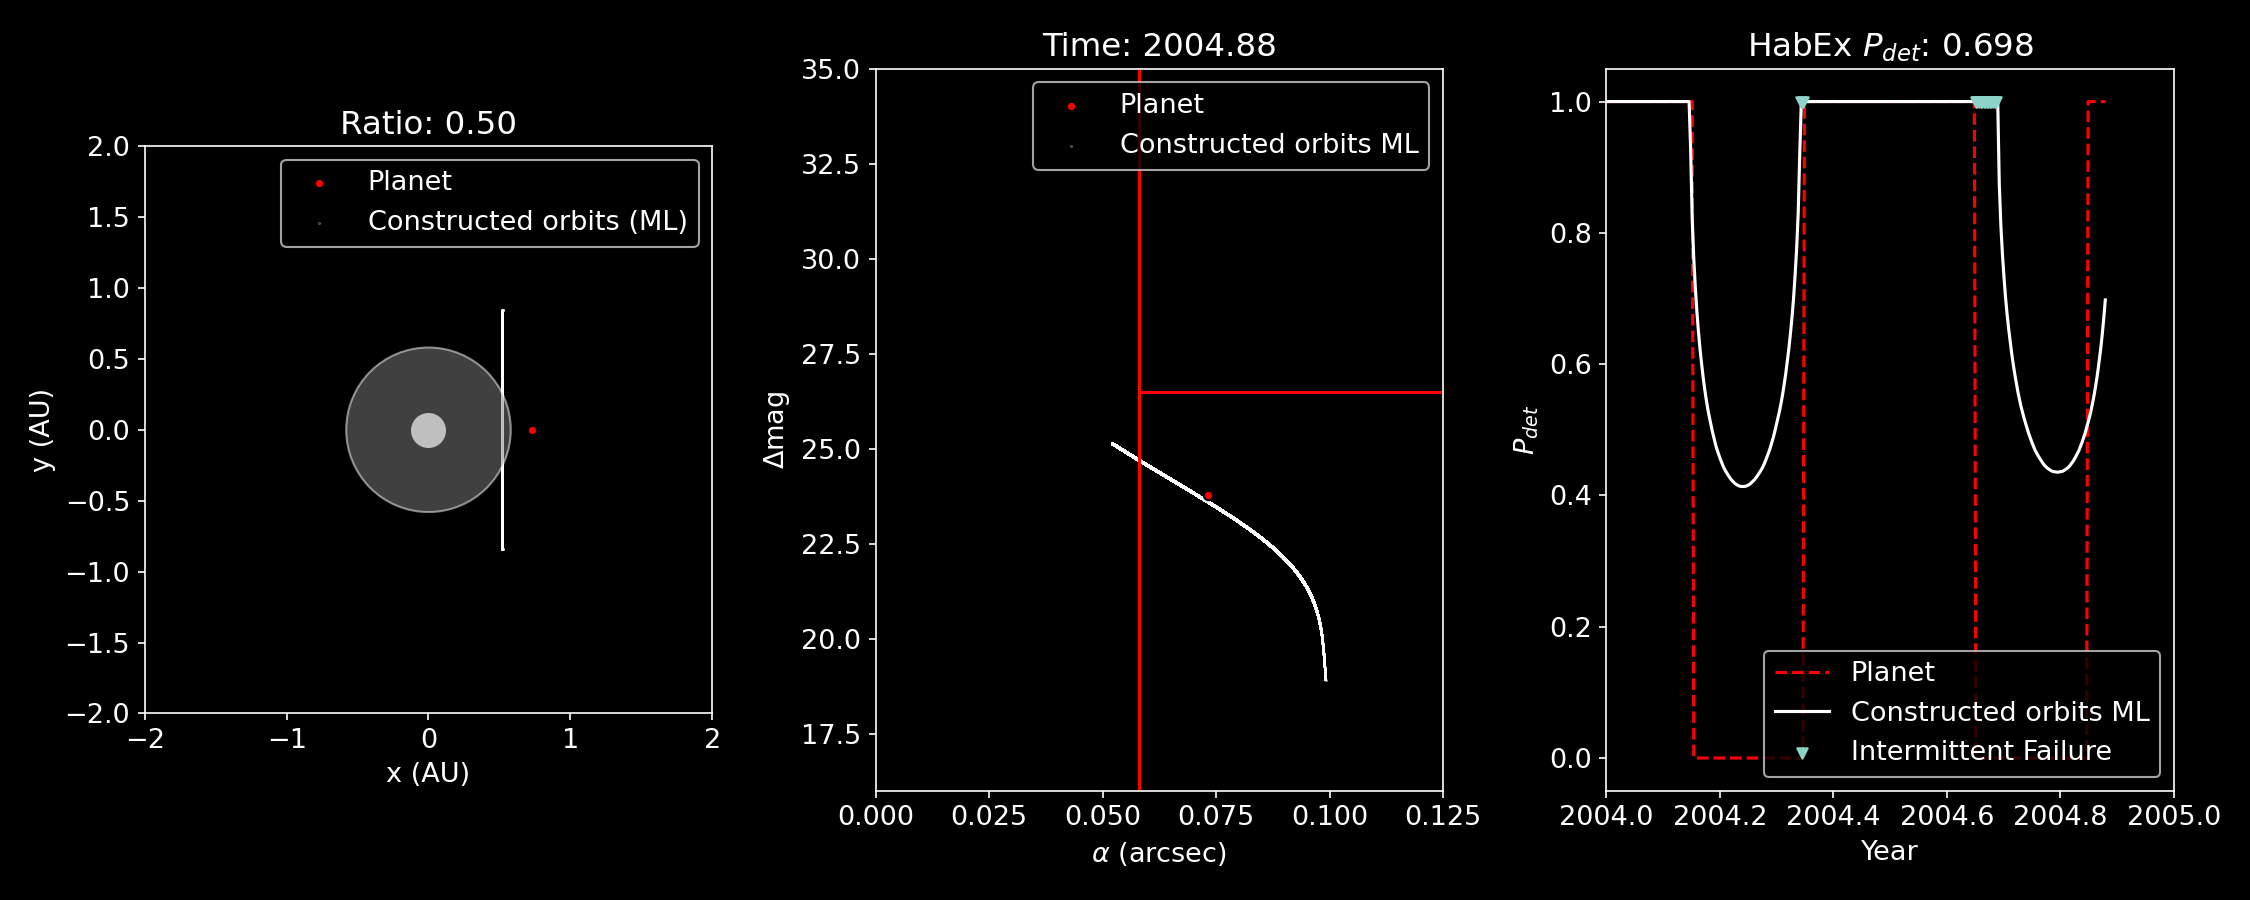 Ratio: 0.50
Planet
Constructed orbits (ML)
y (AU)
2.0
1.5
1.0
0.5
0.0
−0.5
−1.0
−1.5
−2.0
−2 −1 0 1 2
x (AU)
Time: 2004.88
Planet
Constructed orbits ML
Δmag
35.0
32.5
30.0
27.5
25.0
22.5
20.0
17.5
0.000 0.025 0.050 0.075 0.100 0.125
α (arcsec)
HabEx P_det: 0.698
P_det
1.0
0.8
0.6
0.4
0.2
0.0
Planet
Constructed orbits ML
Intermittent Failure
2004.0 2004.2 2004.4 2004.6 2004.8 2005.0
Year